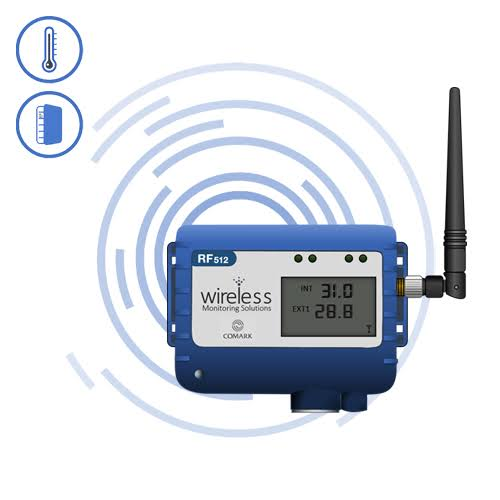 RF512
wireless
Monitoring Solutions
COMARK
INT 31.0
EXT1 28.8